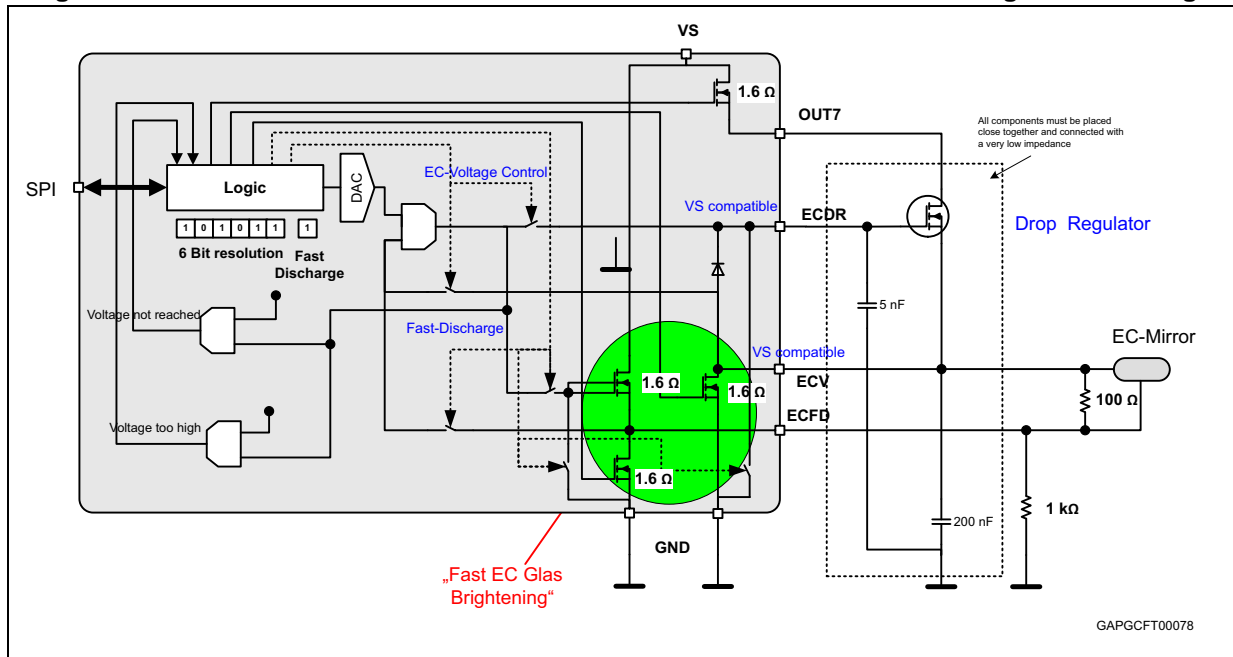 VS
1.6 Ω
OUT7
All components must be placed
close together and connected with
a very low impedance
SPI
Logic
DAC
EC-Voltage Control
VS compatible
ECDR
Drop Regulator
1 0 1 0 1 1
1
6 Bit resolution
Fast
Discharge
5 nF
Voltage not reached
Fast-Discharge
VS compatible
EC-Mirror
ECV
1.6 Ω
1.6 Ω
100 Ω
ECFD
Voltage too high
1.6 Ω
1 kΩ
200 nF
GND
„Fast EC Glas
Brightening“
GAPGCFT00078